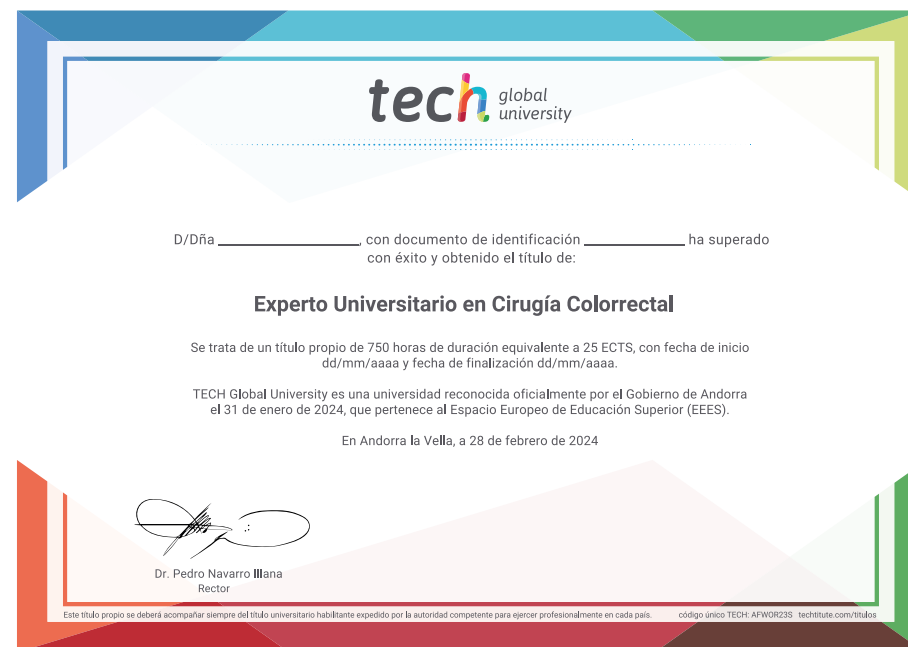 tech global university
D/Dña ________________, con documento de identificación ____________ ha superado
con éxito y obtenido el título de:
Experto Universitario en Cirugía Colorrectal
Se trata de un título propio de 750 horas de duración equivalente a 25 ECTS, con fecha de inicio
dd/mm/aaaa y fecha de finalización dd/mm/aaaa.
TECH Global University es una universidad reconocida oficialmente por el Gobierno de Andorra
el 31 de enero de 2024, que pertenece al Espacio Europeo de Educación Superior (EEES).
En Andorra la Vella, a 28 de febrero de 2024
Dr. Pedro Navarro Illana
Rector
Este título propio se deberá acompañar siempre del título universitario habilitante expedido por la autoridad competente para ejercer profesionalmente en cada país. código único TECH: AFWOR23S techtitute.com/titulos